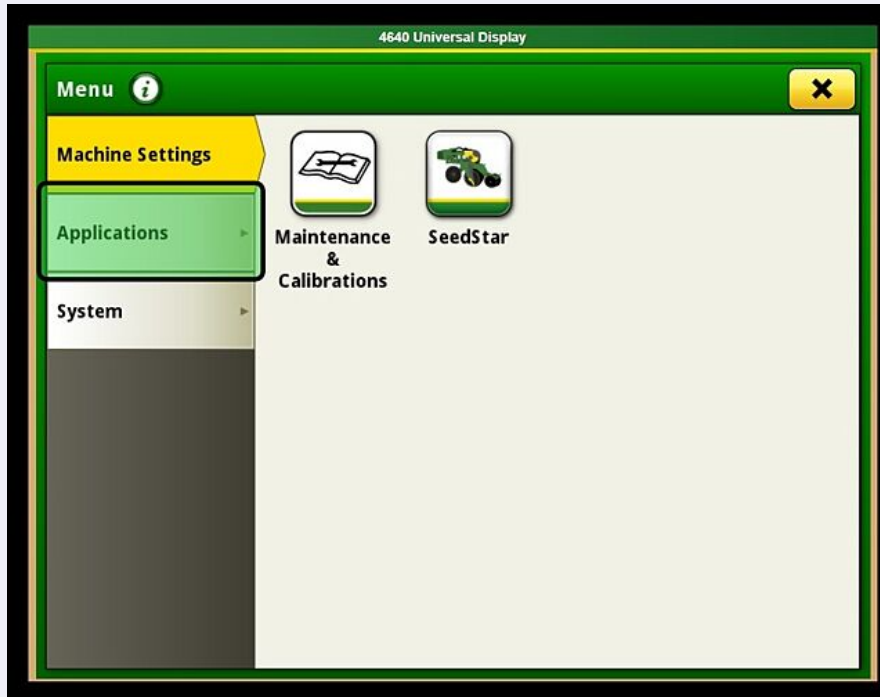 4640 Universal Display
Menu i
Machine Settings
Applications
System
Maintenance
&
Calibrations
SeedStar